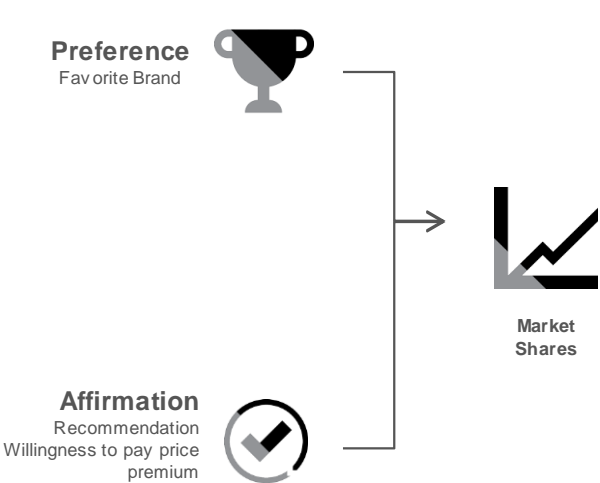 Preference
Favorite Brand
Market
Shares
Affirmation
Recommendation
Willingness to pay price
premium